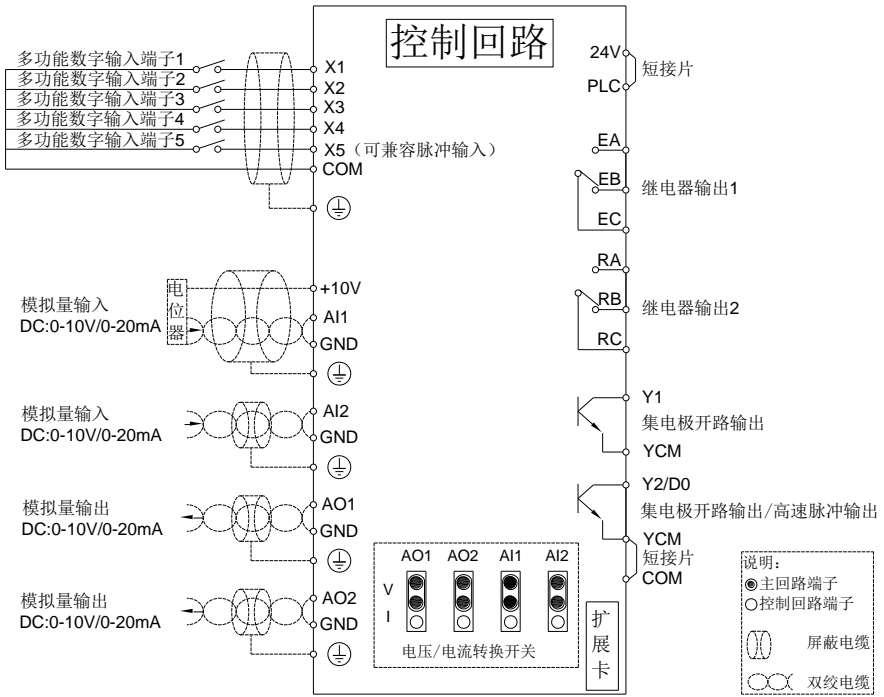 控制回路
多功能数字输入端子1
多功能数字输入端子2
多功能数字输入端子3
多功能数字输入端子4
多功能数字输入端子5
X1
X2
X3
X4
X5（可兼容脉冲输入）
COM
模拟量输入
DC:0-10V/0-20mA
电位器
+10V
AI1
GND
模拟量输入
DC:0-10V/0-20mA
AI2
GND
模拟量输出
DC:0-10V/0-20mA
AO1
GND
模拟量输出
DC:0-10V/0-20mA
AO2
GND
24V
PLC
短接片
EA
EB
EC
继电器输出1
RA
RB
RC
继电器输出2
Y1
集电极开路输出
YCM
Y2/D0
集电极开路输出/高速脉冲输出
YCM
短接片
COM
AO1 AO2 AI1 AI2
V
I
电压/电流转换开关
扩展卡
说明：
主回路端子
控制回路端子
屏蔽电缆
双绞电缆